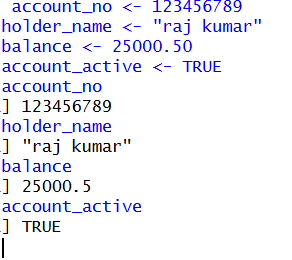 account_no <- 123456789
holder_name <- "raj kumar"
balance <- 25000.50
account_active <- TRUE
account_no
] 123456789
holder_name
] "raj kumar"
balance
] 25000.5
account_active
] TRUE